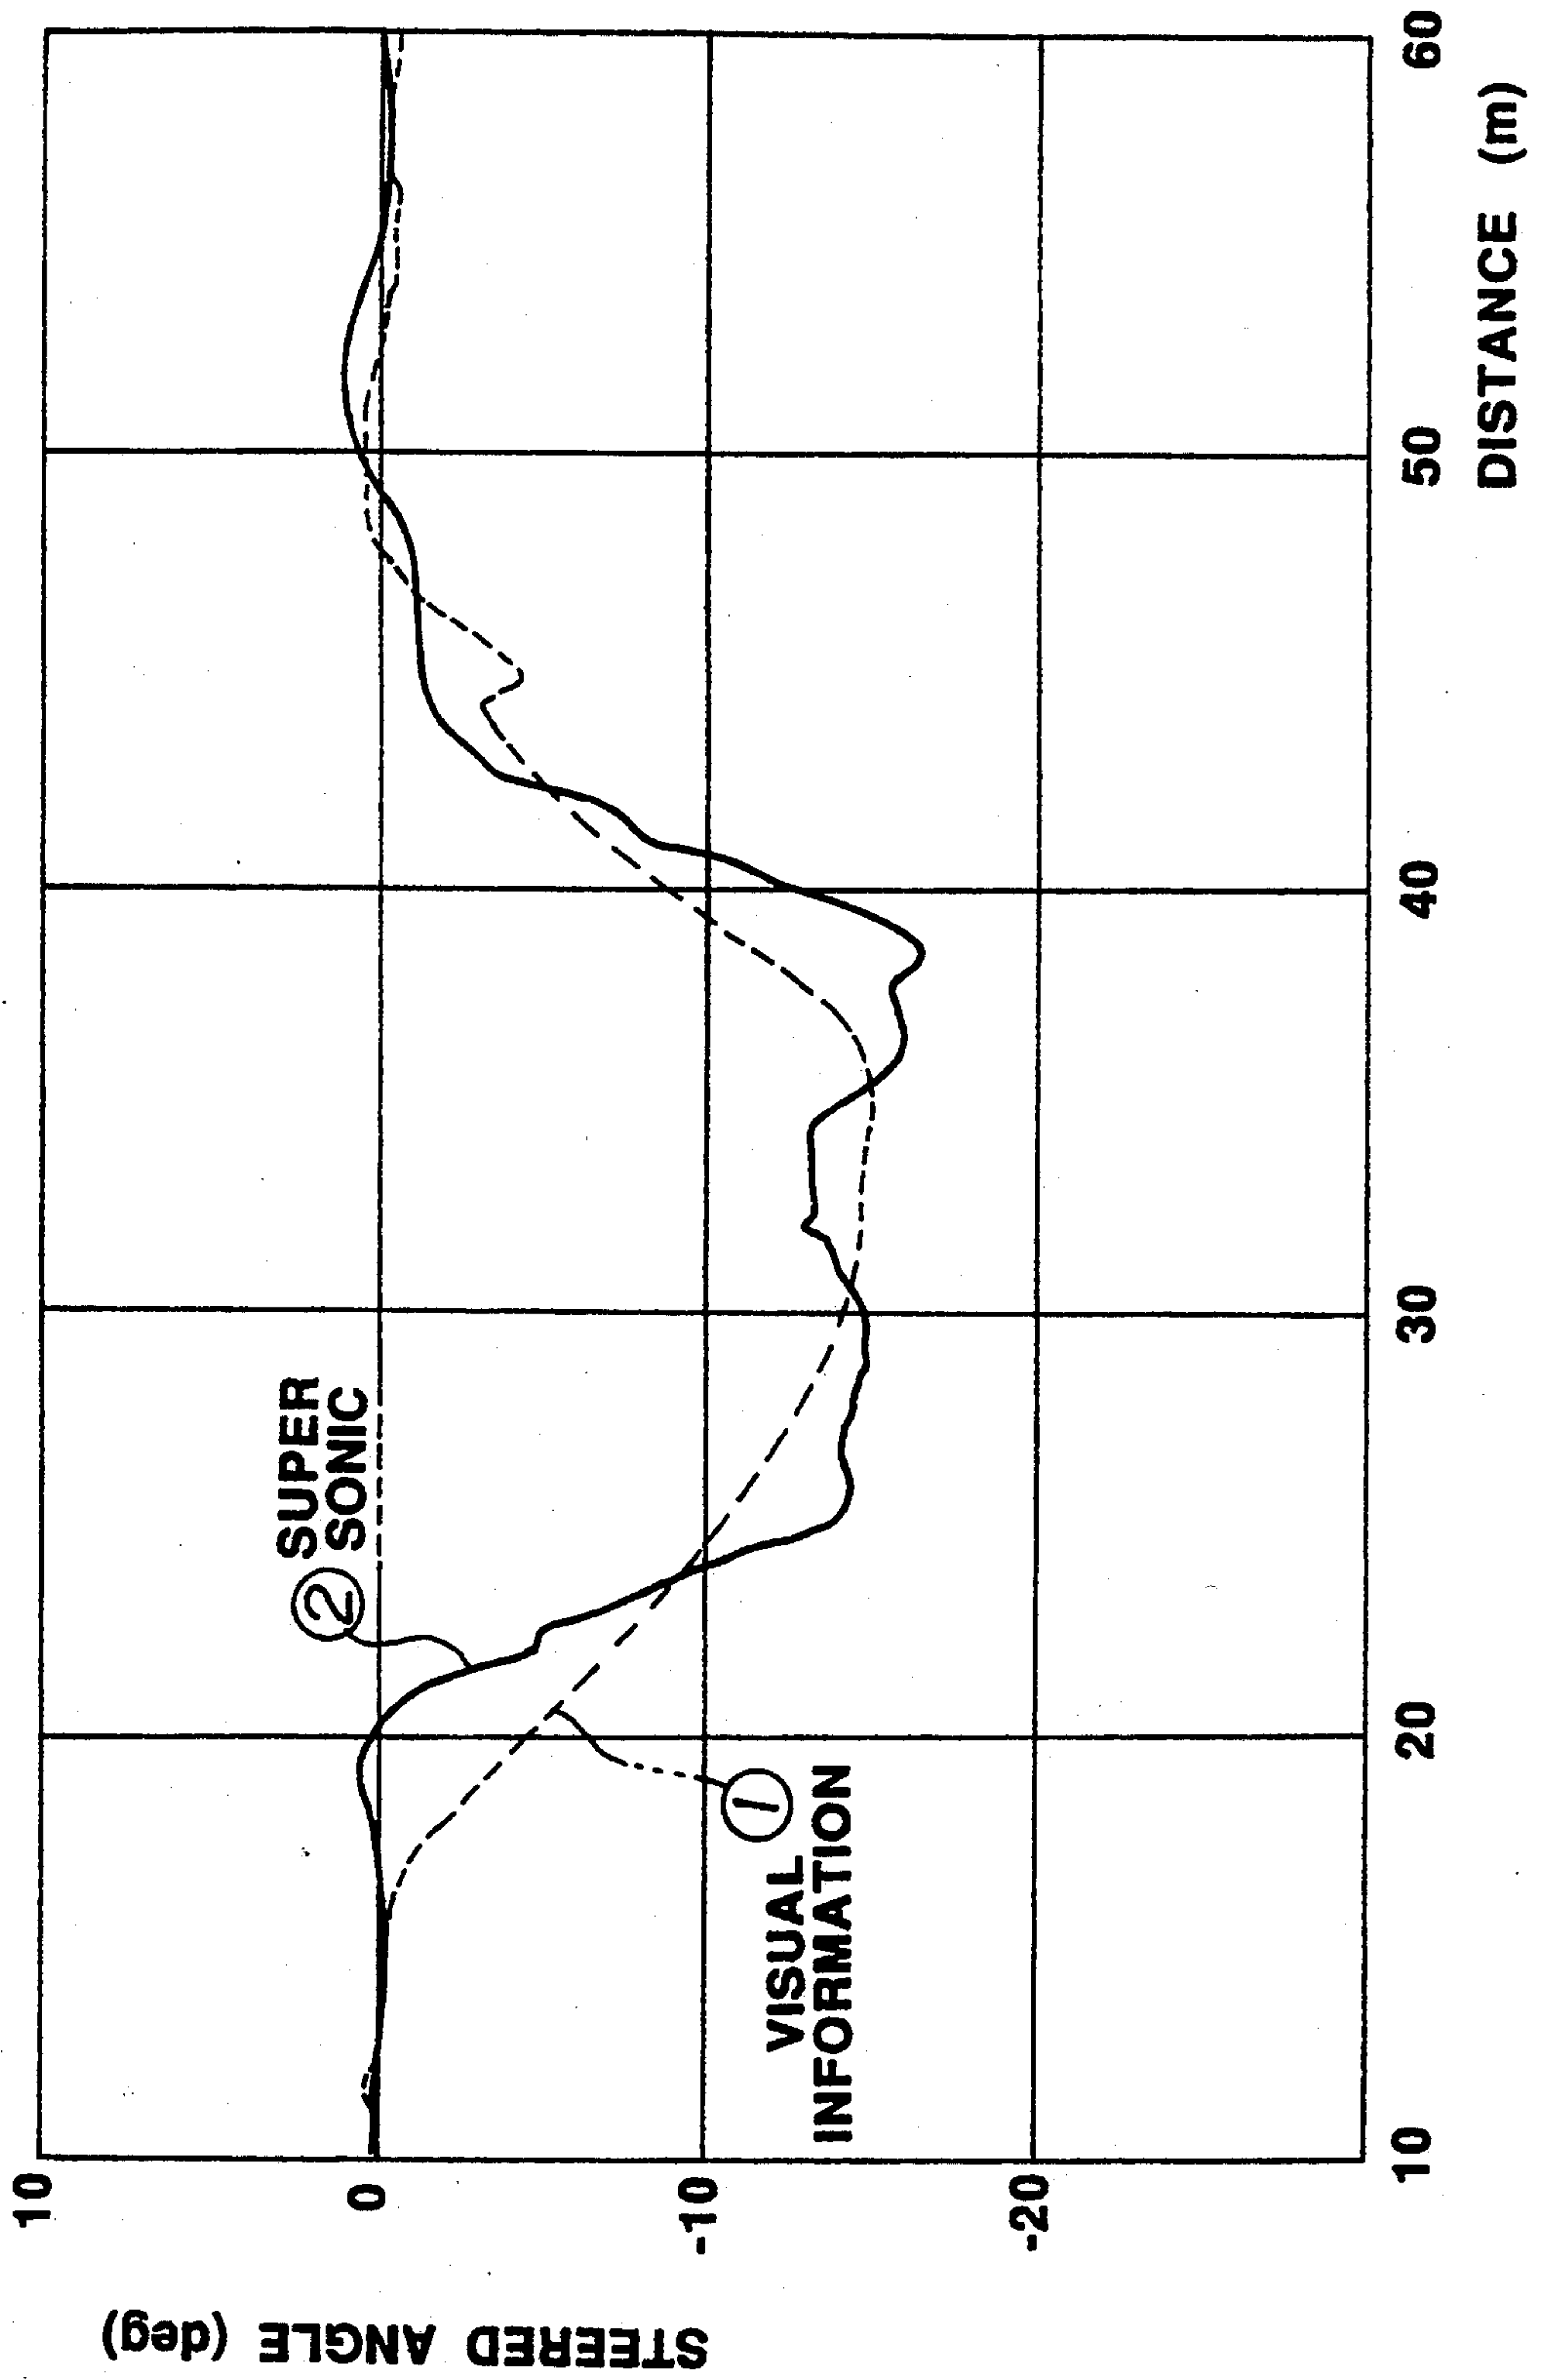 STEERED ANGLE (deg)
10
0
-10
-20
② SUPER
SONIC
①
VISUAL
INFORMATION
10
20
30
40
50
60
DISTANCE (m)